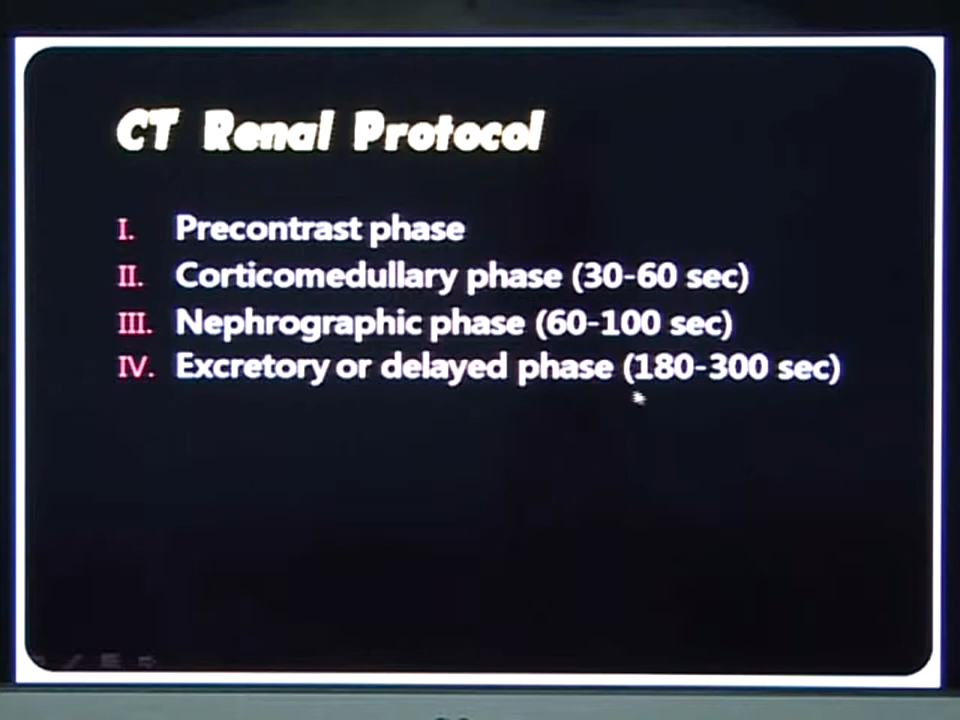 CT Renal Protocol
I. Precontrast phase
II. Corticomedullary phase (30-60 sec)
III. Nephrographic phase (60-100 sec)
IV. Excretory or delayed phase (180-300 sec)